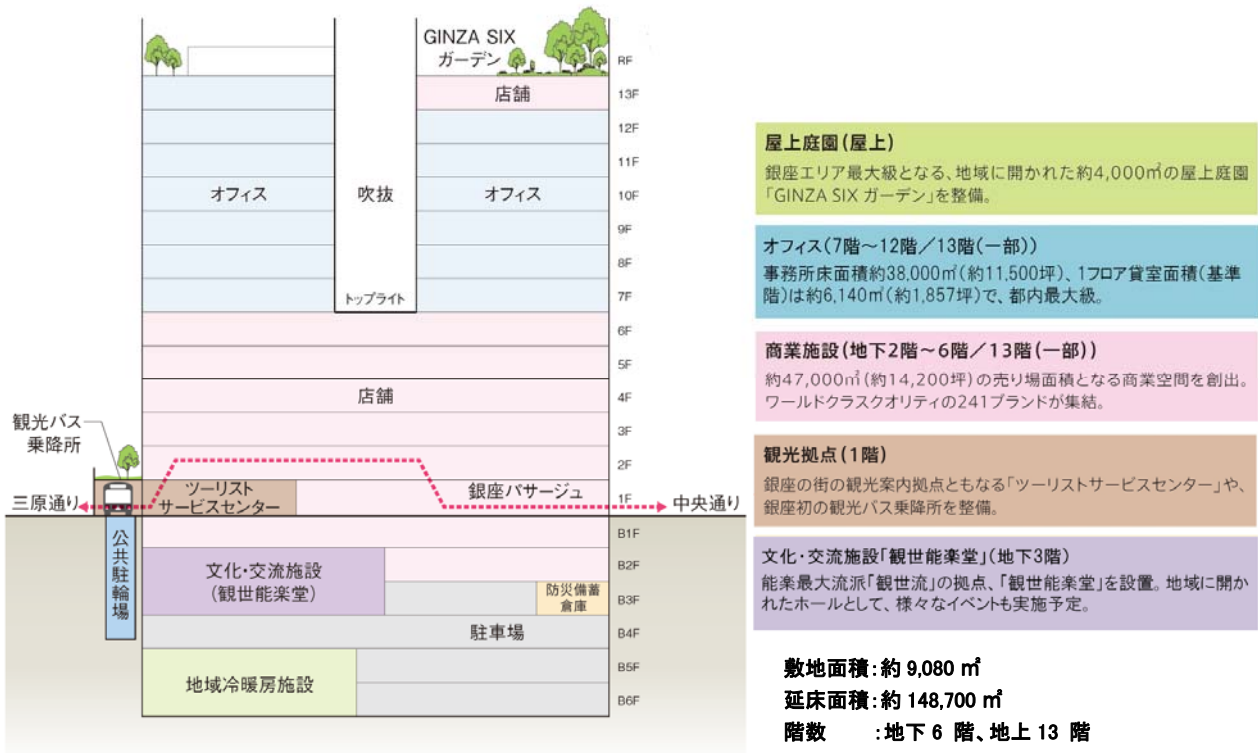 GINZA SIX
ガーデン
RF
店舗
13F
12F
11F
オフィス
吹抜
オフィス
10F
9F
8F
トップライト
7F
6F
5F
店舗
4F
3F
2F
観光バス
乗降所
ツーリスト
サービスセンター
銀座パサージュ
1F
三原通り
中央通り
公共駐輪場
B1F
B2F
文化・交流施設
(観世能楽堂)
防災備蓄
倉庫
B3F
駐車場
B4F
地域冷暖房施設
B5F
B6F
屋上庭園(屋上)
銀座エリア最大級となる、地域に開かれた約4,000㎡の屋上庭園
「GINZA SIX ガーデン」を整備。
オフィス(7階～12階/13階(一部))
事務所床面積約38,000㎡(約11,500坪)、1フロア貸室面積(基準
階)は約6,140㎡(約1,857坪)で、都内最大級。
商業施設(地下2階～6階/13階(一部))
約47,000㎡(約14,200坪)の売り場面積となる商業空間を創出。
ワールドクラスクオリティの241ブランドが集結。
観光拠点(1階)
銀座の街の観光案内拠点ともなる「ツーリストサービスセンター」や、
銀座初の観光バス乗降所を整備。
文化・交流施設「観世能楽堂」(地下3階)
能楽最大流派「観世流」の拠点、「観世能楽堂」を設置。地域に開か
れたホールとして、様々なイベントも実施予定。
敷地面積:約 9,080 ㎡
延床面積:約 148,700 ㎡
階数　　:地下 6 階、地上 13 階